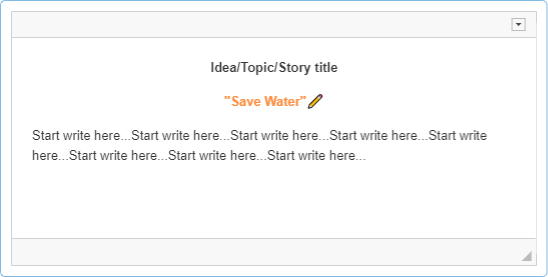 Idea/Topic/Story title
"Save Water"
Start write here...Start write here...Start write here...Start write here...Start write
here...Start write here...Start write here...Start write here...